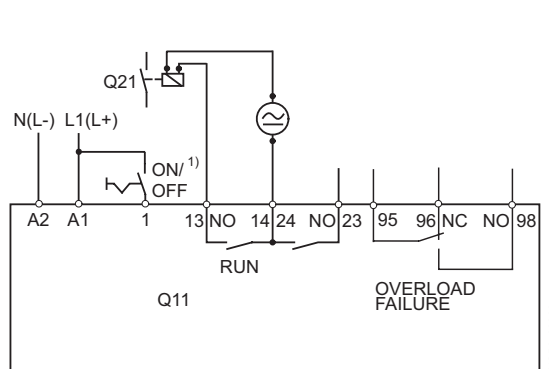 Q21
N(L-) L1(L+)
ON/ 1)
OFF
A2 A1 1 13 NO 14 24 NO 23 95 96 NC NO 98
RUN
OVERLOAD
FAILURE
Q11